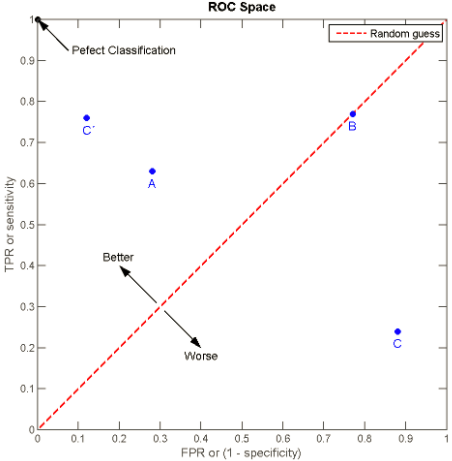 ROC Space
1
Pefect Classification
Random guess
0.9
0.8
C´
B
0.7
A
0.6
TPR or sensitivity
0.5
Better
0.4
0.3
C
Worse
0.2
0.1
0
0 0.1 0.2 0.3 0.4 0.5 0.6 0.7 0.8 0.9 1
FPR or (1 - specificity)